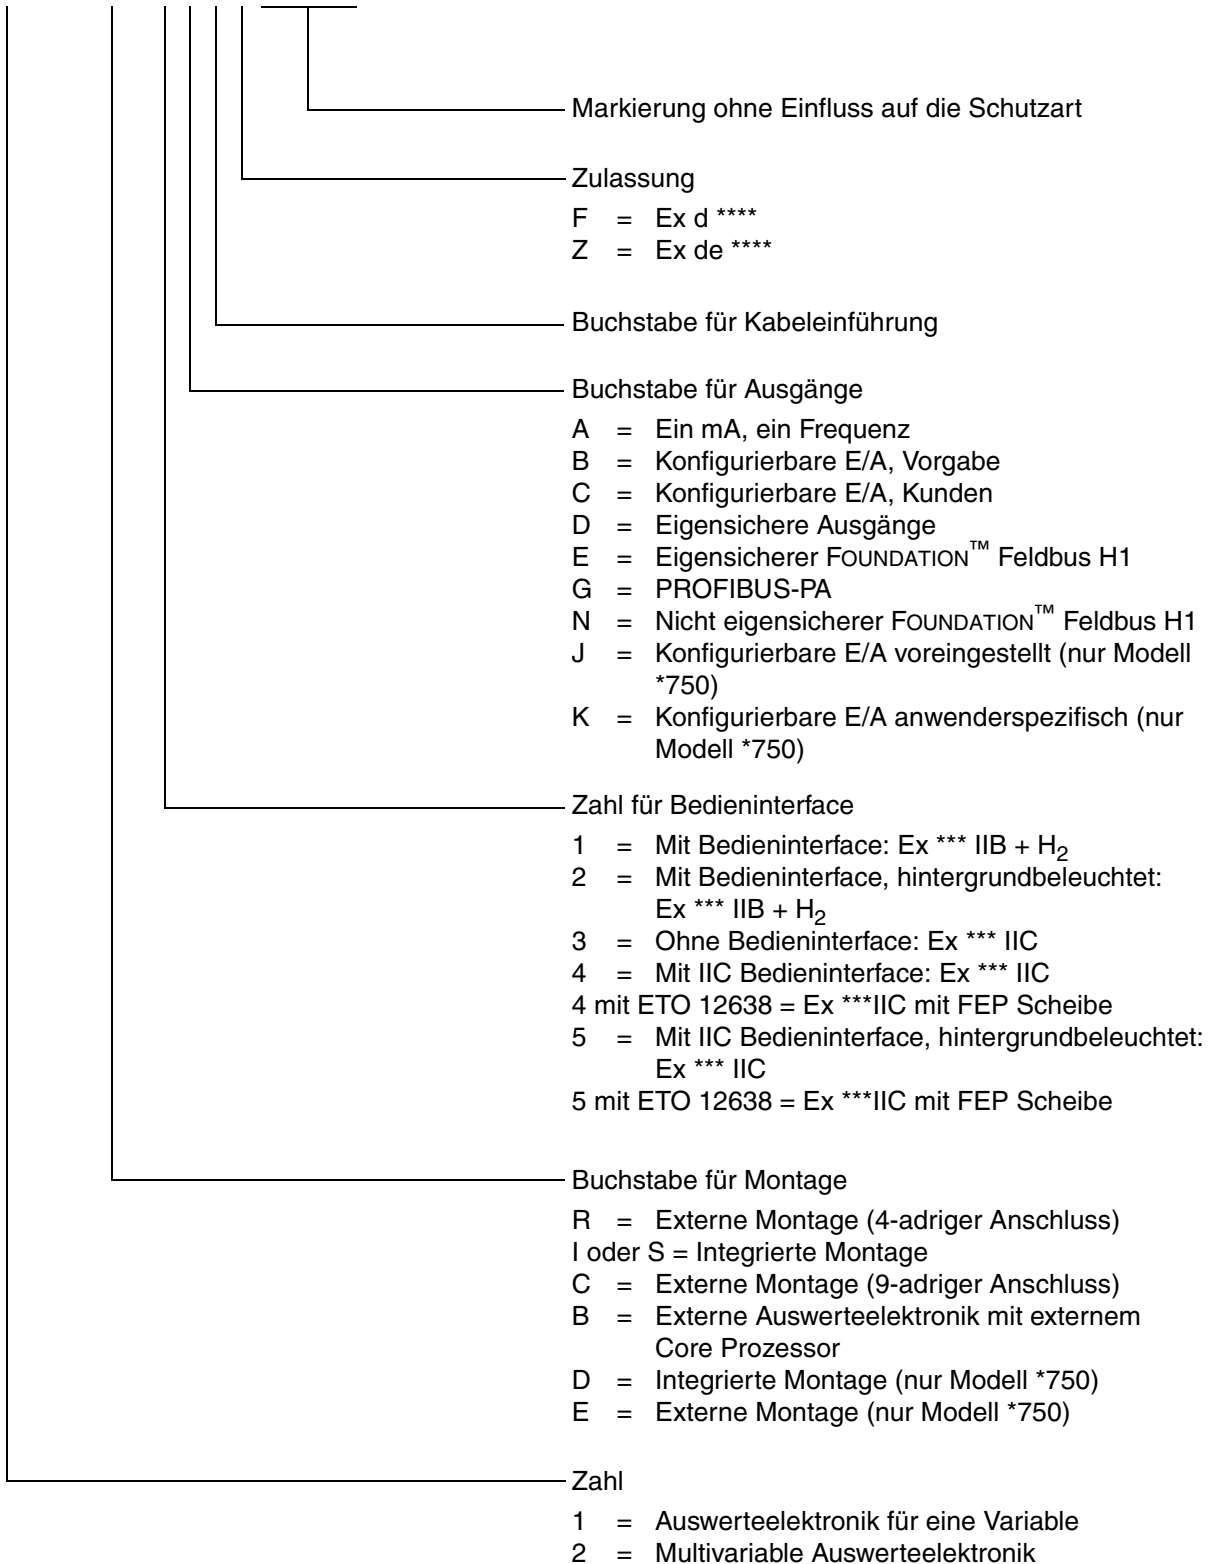 Markierung ohne Einfluss auf die Schutzart
Zulassung
F = Ex d ****
Z = Ex de ****
Buchstabe für Kabeleinführung
Buchstabe für Ausgänge
A = Ein mA, ein Frequenz
B = Konfigurierbare E/A, Vorgabe
C = Konfigurierbare E/A, Kunden
D = Eigensichere Ausgänge
E = Eigensicherer FOUNDATION™ Feldbus H1
G = PROFIBUS-PA
N = Nicht eigensicherer FOUNDATION™ Feldbus H1
J = Konfigurierbare E/A voreingestellt (nur Modell
*750)
K = Konfigurierbare E/A anwenderspezifisch (nur
Modell *750)
Zahl für Bedieninterface
1 = Mit Bedieninterface: Ex *** IIB + H2
2 = Mit Bedieninterface, hintergrundbeleuchtet:
Ex *** IIB + H2
3 = Ohne Bedieninterface: Ex *** IIC
4 = Mit IIC Bedieninterface: Ex *** IIC
4 mit ETO 12638 = Ex ***IIC mit FEP Scheibe
5 = Mit IIC Bedieninterface, hintergrundbeleuchtet:
Ex *** IIC
5 mit ETO 12638 = Ex ***IIC mit FEP Scheibe
Buchstabe für Montage
R = Externe Montage (4-adriger Anschluss)
I oder S = Integrierte Montage
C = Externe Montage (9-adriger Anschluss)
B = Externe Auswerteelektronik mit externem
Core Prozessor
D = Integrierte Montage (nur Modell *750)
E = Externe Montage (nur Modell *750)
Zahl
1 = Auswerteelektronik für eine Variable
2 = Multivariable Auswerteelektronik